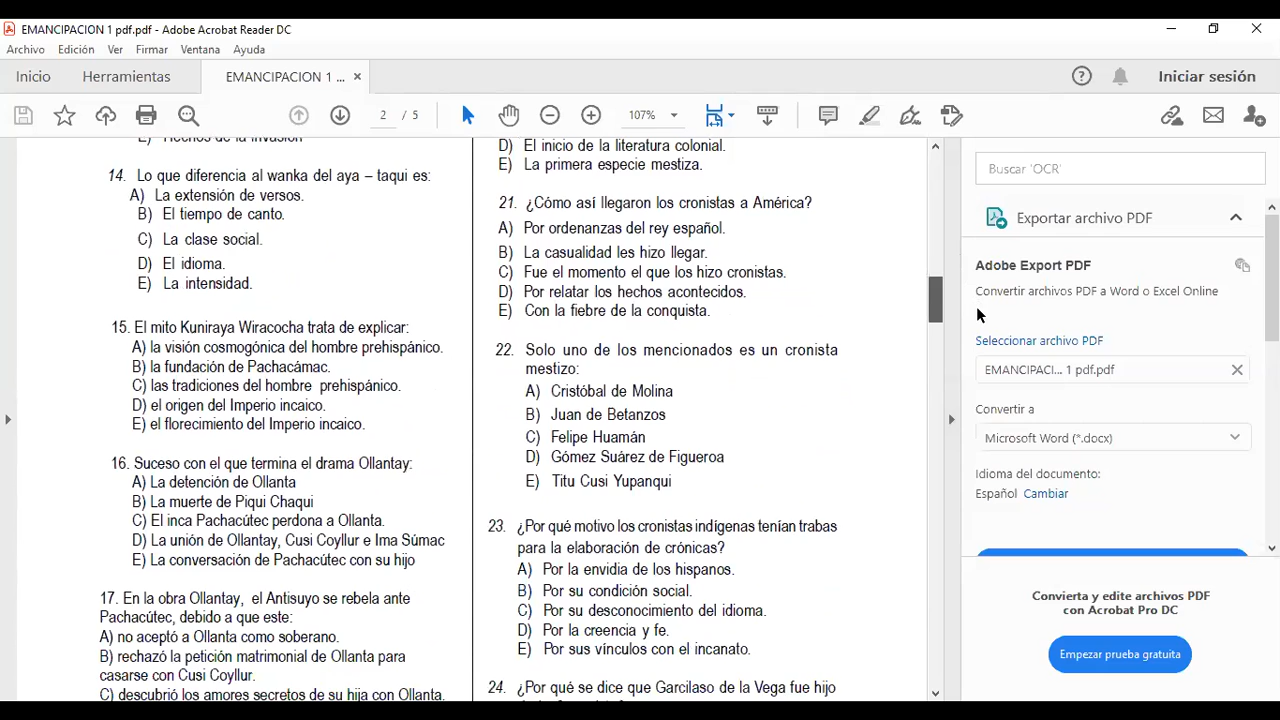 EMANCIPACION 1 pdf.pdf - Adobe Acrobat Reader DC
Archivo Edición Ver Firmar Ventana Ayuda
Inicio Herramientas EMANCIPACION 1 ... × Iniciar sesión
2 / 5 107%
E) Hechos de la invasión
14. Lo que diferencia al wanka del aya – taqui es:
A) La extensión de versos.
B) El tiempo de canto.
C) La clase social.
D) El idioma.
E) La intensidad.
15. El mito Kuniraya Wiracocha trata de explicar:
A) la visión cosmogónica del hombre prehispánico.
B) la fundación de Pachacámac.
C) las tradiciones del hombre prehispánico.
D) el origen del Imperio incaico.
E) el florecimiento del Imperio incaico.
16. Suceso con el que termina el drama Ollantay:
A) La detención de Ollanta
B) La muerte de Piqui Chaqui
C) El inca Pachacútec perdona a Ollanta.
D) La unión de Ollantay, Cusi Coyllur e Ima Súmac
E) La conversación de Pachacútec con su hijo
17. En la obra Ollantay, el Antisuyo se rebela ante
Pachacútec, debido a que este:
A) no aceptó a Ollanta como soberano.
B) rechazó la petición matrimonial de Ollanta para
casarse con Cusi Coyllur.
C) descubrió los amores secretos de su hija con Ollanta.
D) El inicio de la literatura colonial.
E) La primera especie mestiza.
21. ¿Cómo así llegaron los cronistas a América?
A) Por ordenanzas del rey español.
B) La casualidad les hizo llegar.
C) Fue el momento el que los hizo cronistas.
D) Por relatar los hechos acontecidos.
E) Con la fiebre de la conquista.
22. Solo uno de los mencionados es un cronista
mestizo:
A) Cristóbal de Molina
B) Juan de Betanzos
C) Felipe Huamán
D) Gómez Suárez de Figueroa
E) Titu Cusi Yupanqui
23. ¿Por qué motivo los cronistas indígenas tenían trabas
para la elaboración de crónicas?
A) Por la envidia de los hispanos.
B) Por su condición social.
C) Por su desconocimiento del idioma.
D) Por la creencia y fe.
E) Por sus vínculos con el incanato.
24. ¿Por qué se dice que Garcilaso de la Vega fue hijo
Buscar 'OCR'
Exportar archivo PDF
Adobe Export PDF
Convertir archivos PDF a Word o Excel Online
Seleccionar archivo PDF
EMANCIPACI... 1 pdf.pdf ×
Convertir a
Microsoft Word (*.docx)
Idioma del documento:
Español Cambiar
Convierta y edite archivos PDF
con Acrobat Pro DC
Empezar prueba gratuita